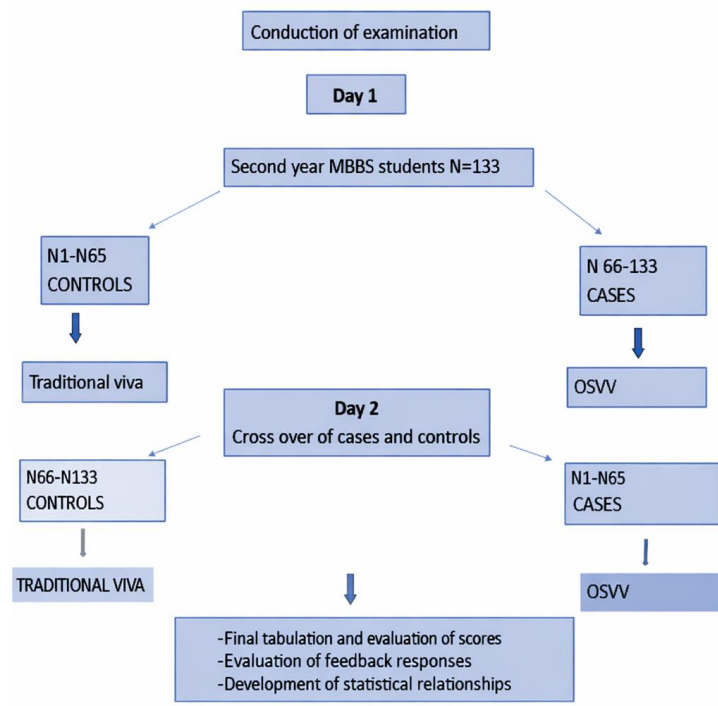 Conduction of examination
Day 1
Second year MBBS students N=133
N1-N65
CONTROLS
N 66-133
CASES
Traditional viva
OSVV
Day 2
Cross over of cases and controls
N66-N133
CONTROLS
N1-N65
CASES
TRADITIONAL VIVA
OSVV
-Final tabulation and evaluation of scores
-Evaluation of feedback responses
-Development of statistical relationships